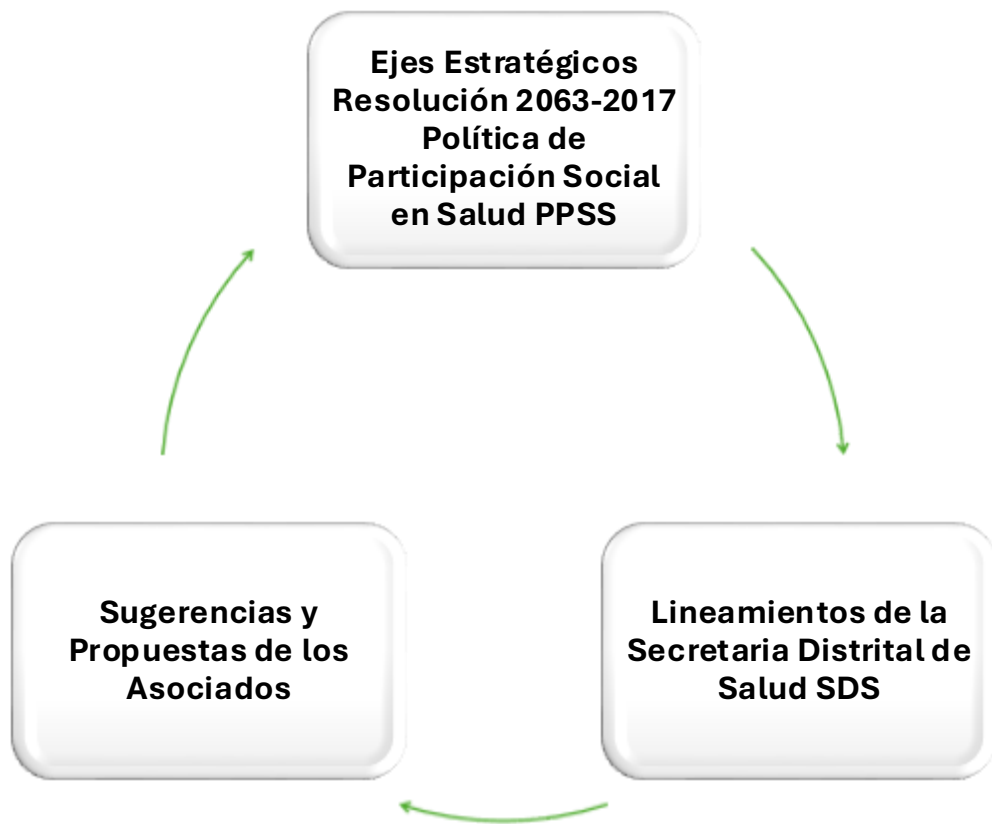 Ejes Estratégicos
Resolución 2063-2017
Política de
Participación Social
en Salud PPSS
Sugerencias y
Propuestas de los
Asociados
Lineamientos de la
Secretaria Distrital de
Salud SDS